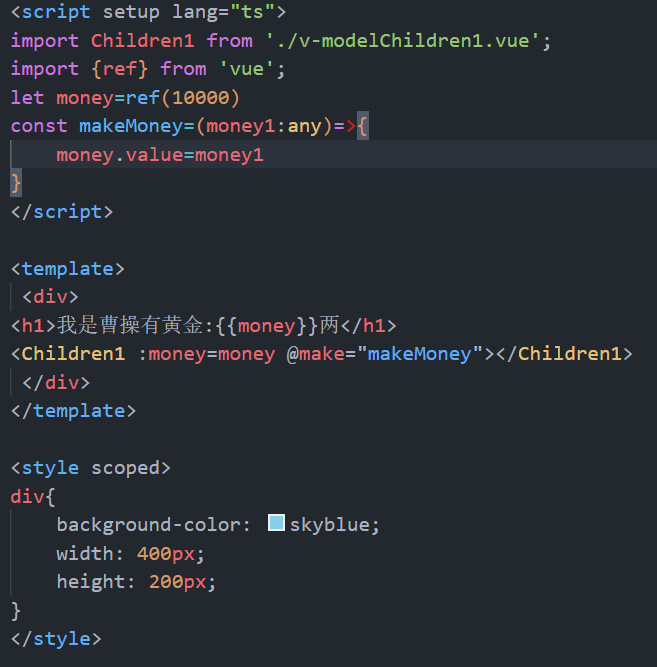 <script setup lang="ts">
import Children1 from './v-modelChildren1.vue';
import {ref} from 'vue';
let money=ref(10000)
const makeMoney=(money1:any)=>{
    money.value=money1
}
</script>

<template>
 <div>
<h1>我是曹操有黄金:{{money}}两</h1>
<Children1 :money=money @make="makeMoney"></Children1>
 </div>
</template>

<style scoped>
div{
    background-color: skyblue;
    width: 400px;
    height: 200px;
}
</style>